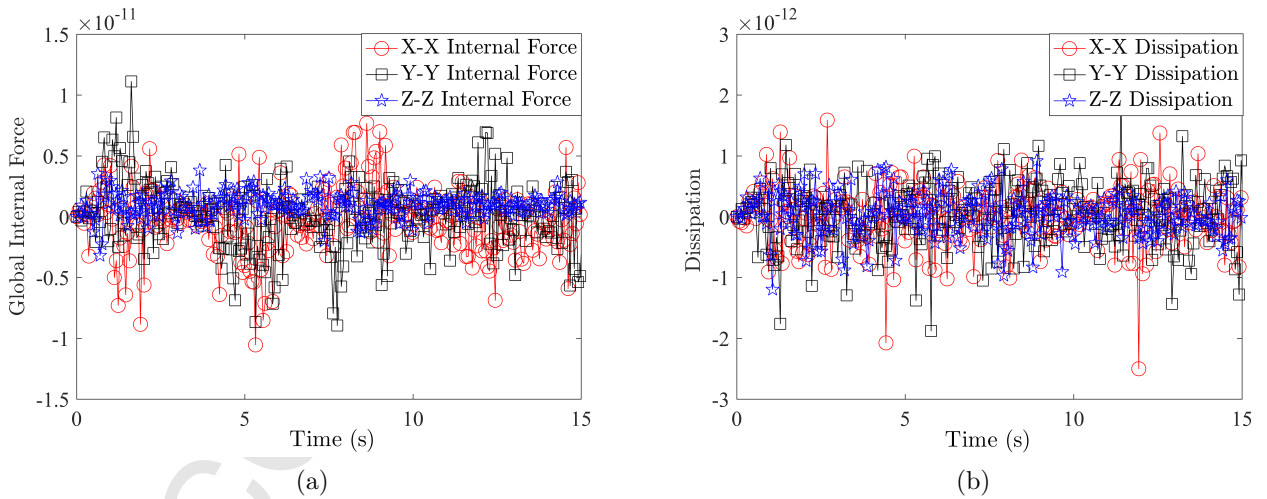 ×10⁻¹¹
1.5
1
0.5
0
-0.5
-1
-1.5
0
5
10
15
Global Internal Force
Time (s)
X-X Internal Force
Y-Y Internal Force
Z-Z Internal Force
(a)
×10⁻¹²
3
2
1
0
-1
-2
-3
0
5
10
15
Dissipation
Time (s)
X-X Dissipation
Y-Y Dissipation
Z-Z Dissipation
(b)